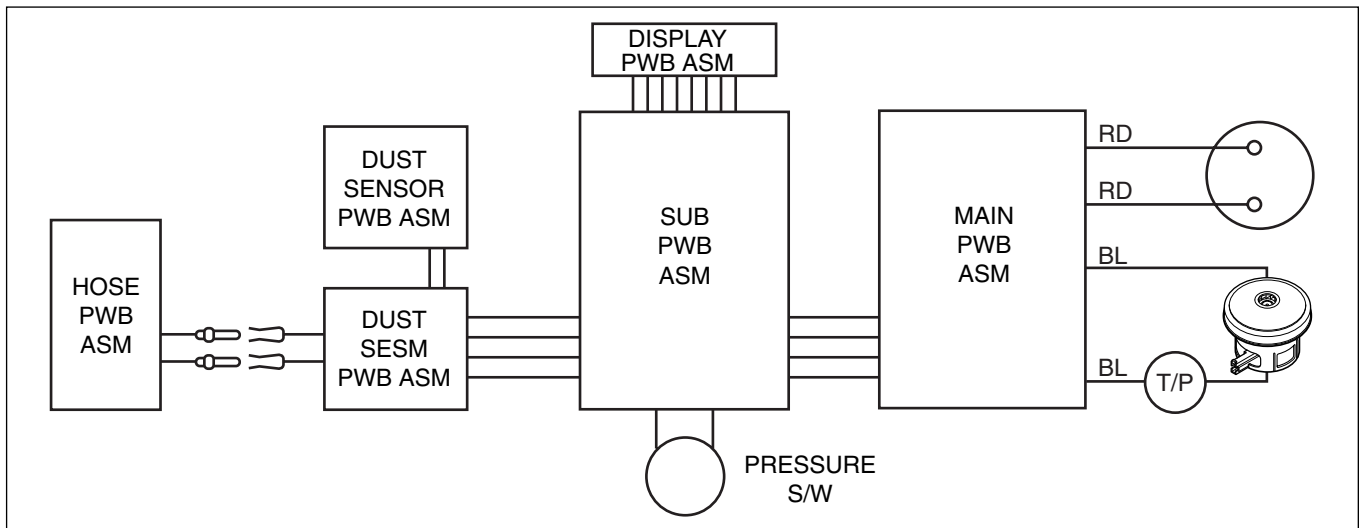 DISPLAY
PWB ASM
DUST
SENSOR
PWB ASM
HOSE
PWB
ASM
DUST
SESM
PWB ASM
SUB
PWB
ASM
MAIN
PWB
ASM
RD
RD
BL
BL
T/P
PRESSURE
S/W